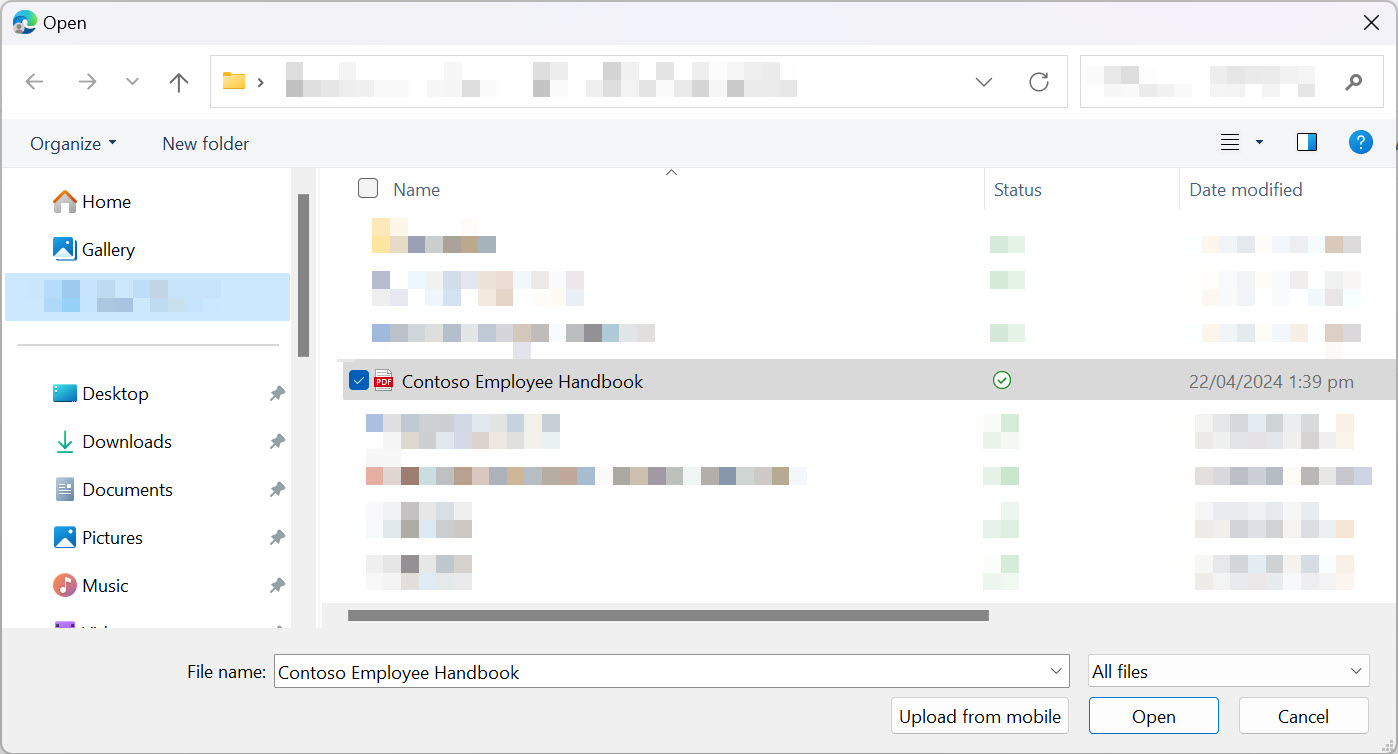 Open
Organize
New folder
?
Home
Gallery
Desktop
Downloads
Documents
Pictures
Music
Name
Status
Date modified
PDF
Contoso Employee Handbook
22/04/2024 1:39 pm
File name:
Contoso Employee Handbook
All files
Upload from mobile
Open
Cancel